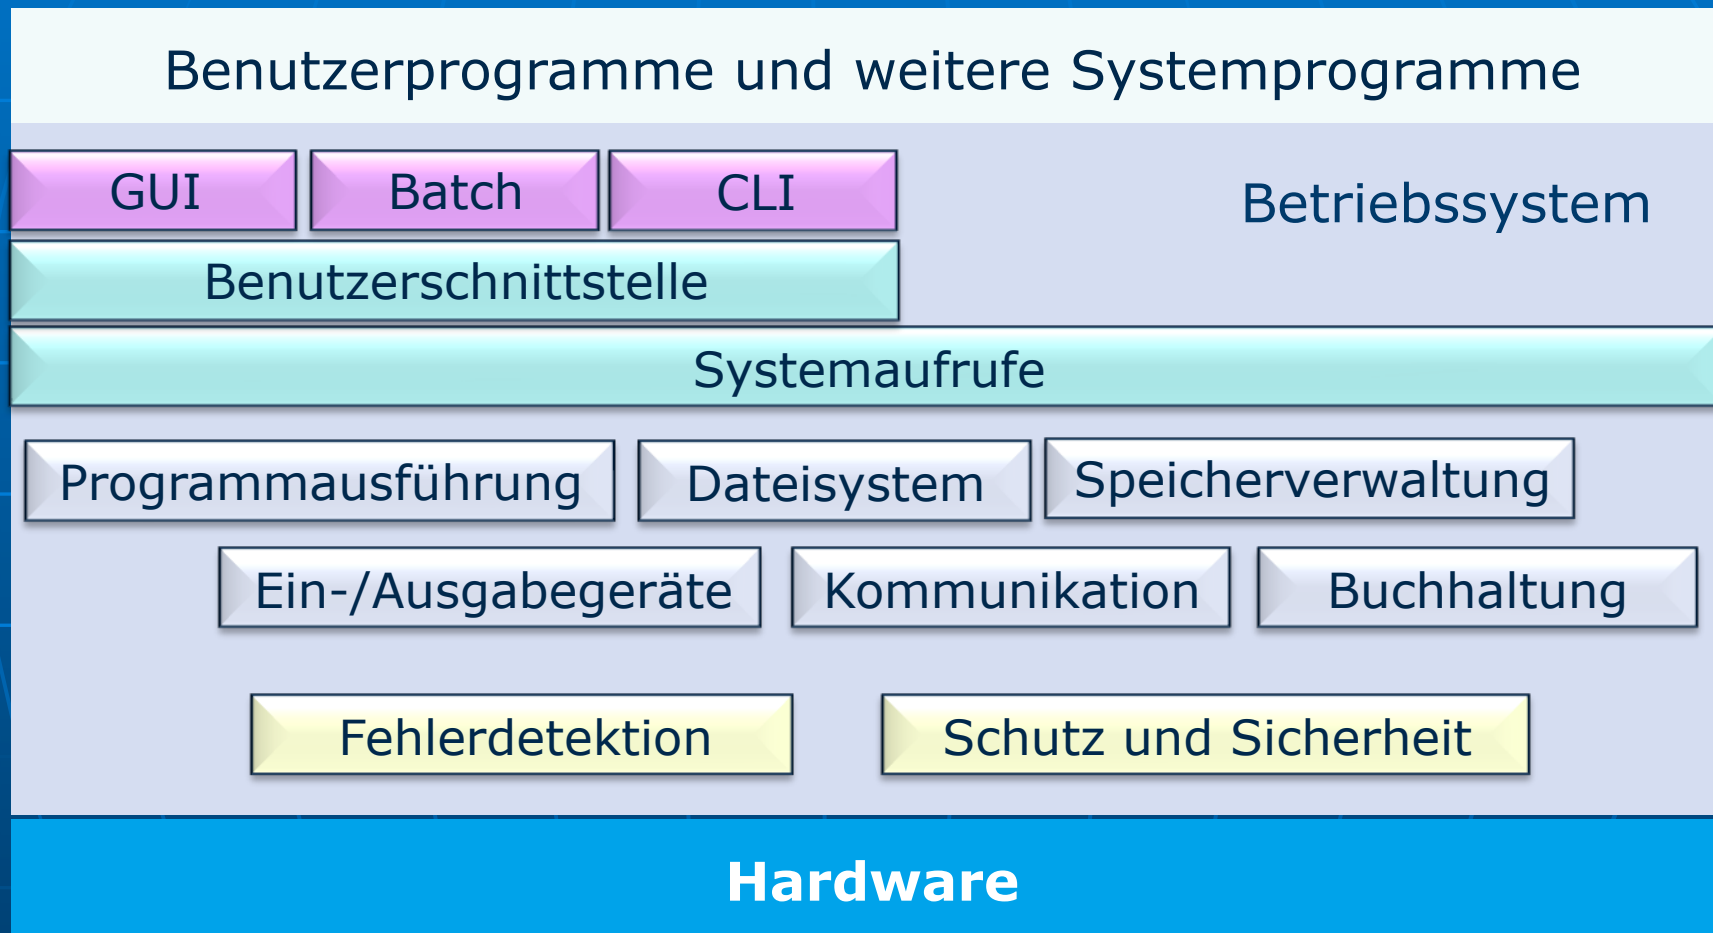 Benutzerprogramme und weitere Systemprogramme
GUI Batch CLI
Betriebssystem
Benutzerschnittstelle
Systemaufrufe
Programmausführung Dateisystem Speicherverwaltung
Ein-/Ausgabegeräte Kommunikation Buchhaltung
Fehlerdetektion Schutz und Sicherheit
Hardware